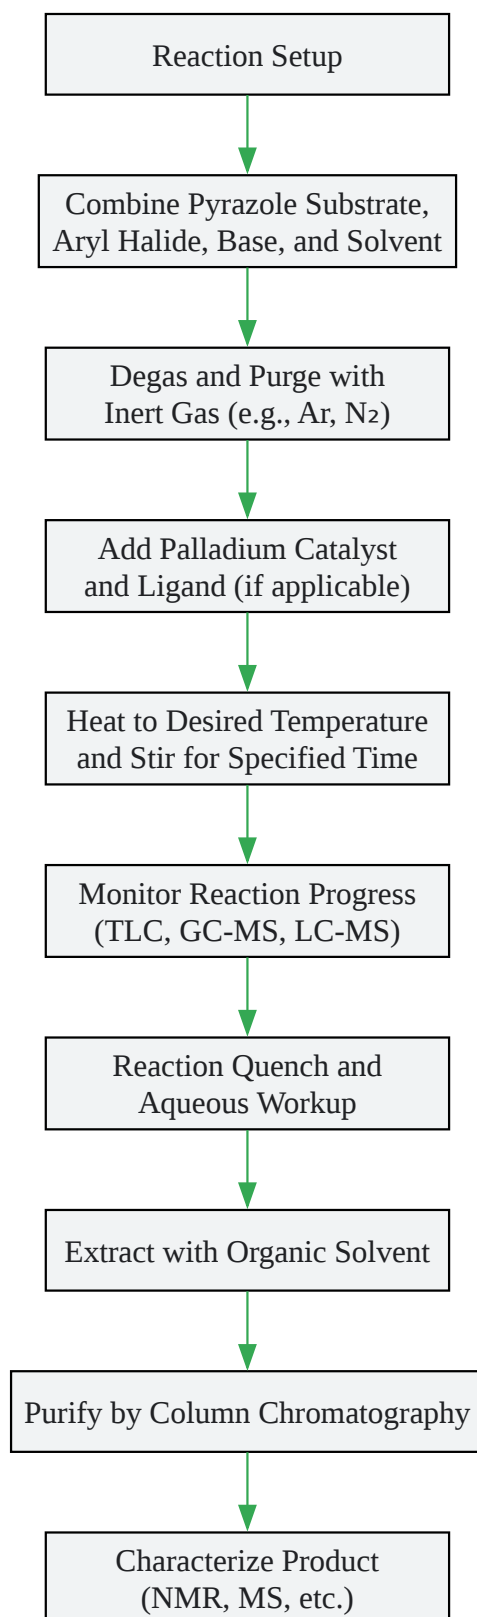 Reaction Setup
Combine Pyrazole Substrate,
Aryl Halide, Base, and Solvent
Degas and Purge with
Inert Gas (e.g., Ar, N₂)
Add Palladium Catalyst
and Ligand (if applicable)
Heat to Desired Temperature
and Stir for Specified Time
Monitor Reaction Progress
(TLC, GC-MS, LC-MS)
Reaction Quench and
Aqueous Workup
Extract with Organic Solvent
Purify by Column Chromatography
Characterize Product
(NMR, MS, etc.)